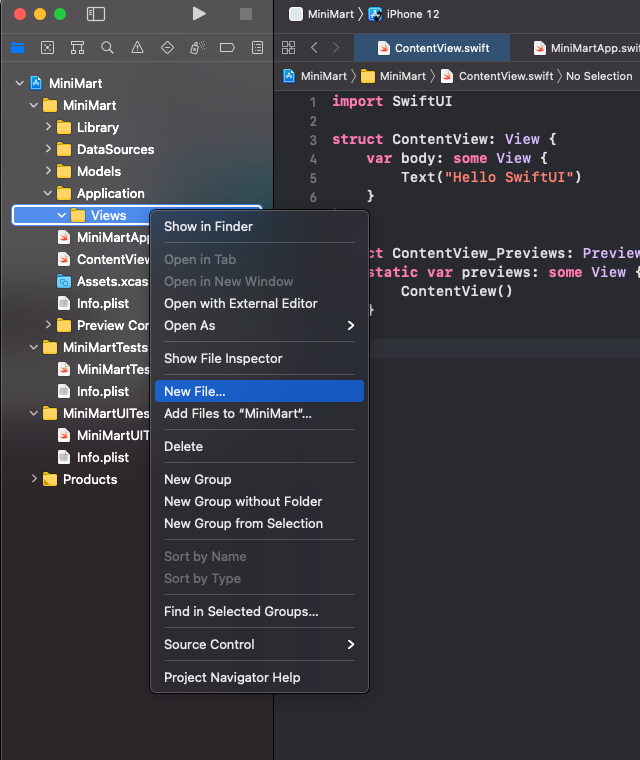 MiniMart
iPhone 12
ContentView.swift
MiniMartApp.swif
MiniMart
MiniMart
ContentView.swift
No Selection
MiniMart
MiniMart
Library
DataSources
Models
Application
Views
MiniMartApp
ContentView
Assets.xcas
Info.plist
Preview Con
MiniMartTests
MiniMartTes
Info.plist
MiniMartUITes
MiniMartUIT
Info.plist
Products
Show in Finder
Open in Tab
Open in New Window
Open with External Editor
Open As
Show File Inspector
New File...
Add Files to “MiniMart”...
Delete
New Group
New Group without Folder
New Group from Selection
Sort by Name
Sort by Type
Find in Selected Groups...
Source Control
Project Navigator Help
1 import SwiftUI
2
3 struct ContentView: View {
4 var body: some View {
5 Text("Hello SwiftUI")
6 }
ct ContentView_Previews: Preview
static var previews: some View {
ContentView()
}